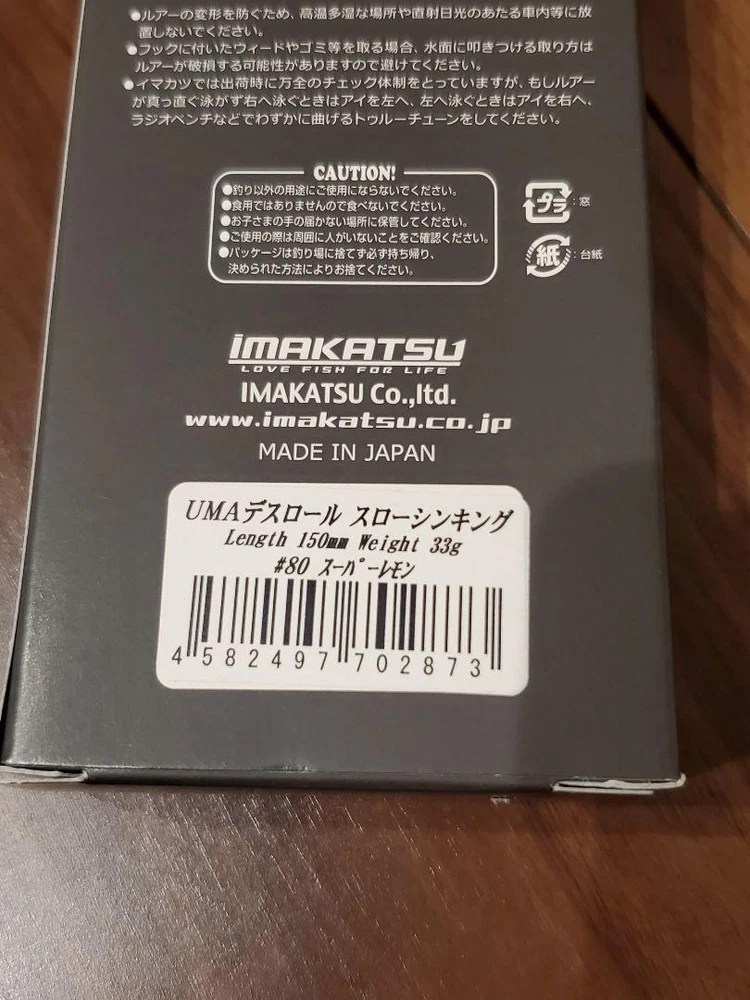 ●ルアーの変形を防ぐため、高温多湿な場所や直射日光のあたる車内等に放
置しないでください。
●フックに付いたウィードやゴミ等を取る場合、水面に叩きつける取り方は
ルアーが破損する可能性がありますので避けてください。
●イマカツでは出荷時に万全のチェック体制をとっていますが、もしルアー
が真っ直ぐ泳がず右へ泳ぐときはアイを左へ、左へ泳ぐときはアイを右へ、
ラジオペンチなどでわずかに曲げるトゥルーチューンをしてください。
CAUTION!
●釣り以外の用途にご使用にならないでください。
●食用ではありませんので食べないでください。
●お子さまの手の届かない場所に保管してください。
●ご使用の際は周囲に人がいないことをご確認ください。
●パッケージは釣り場に捨てず必ず持ち帰り、
決められた方法によりお捨てください。
プラ:窓
紙:台紙
IMAKATSU
LOVE FISH FOR LIFE
IMAKATSU Co.,ltd.
www.imakatsu.co.jp
MADE IN JAPAN
UMAデスロール スローシンキング
Length 150mm Weight 33g
#80 スーパーレモン
4 582497 702873